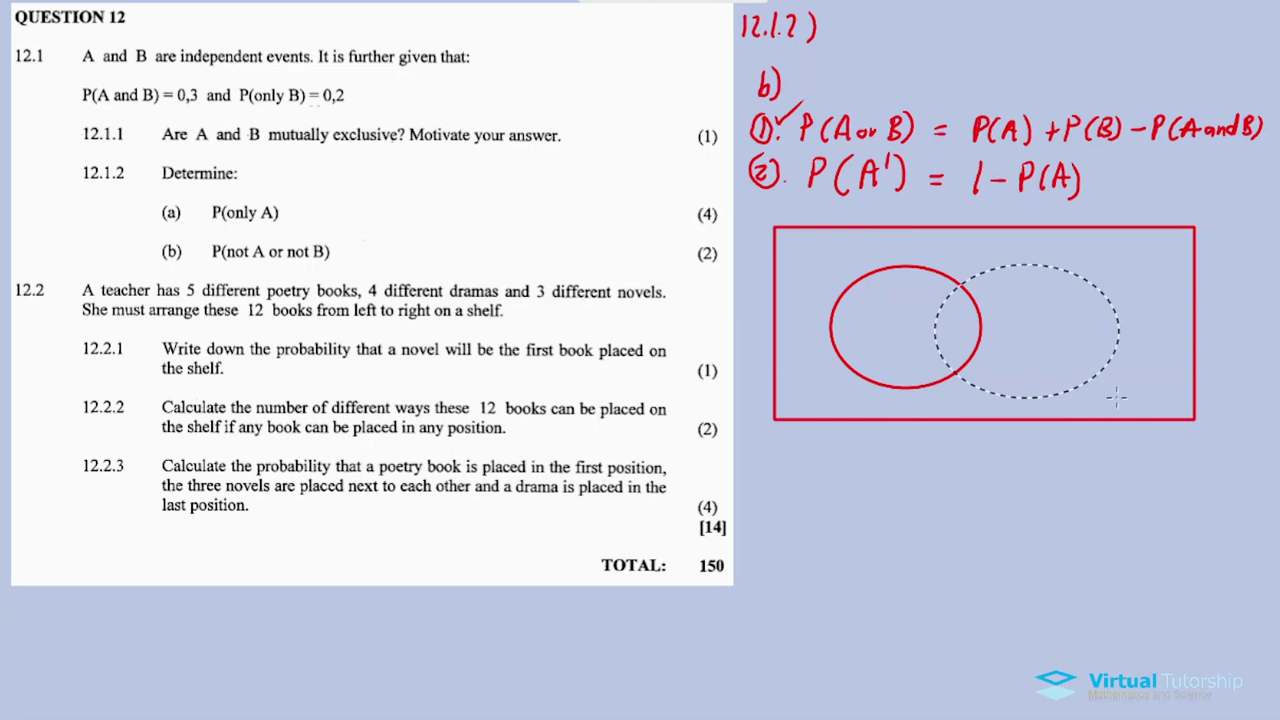 QUESTION 12
12.1 A and B are independent events. It is further given that:
P(A and B) = 0,3 and P(only B) = 0,2
12.1.1 Are A and B mutually exclusive? Motivate your answer. (1)
12.1.2 Determine:
(a) P(only A) (4)
(b) P(not A or not B) (2)
12.2 A teacher has 5 different poetry books, 4 different dramas and 3 different novels.
She must arrange these 12 books from left to right on a shelf.
12.2.1 Write down the probability that a novel will be the first book placed on
the shelf. (1)
12.2.2 Calculate the number of different ways these 12 books can be placed on
the shelf if any book can be placed in any position. (2)
12.2.3 Calculate the probability that a poetry book is placed in the first position,
the three novels are placed next to each other and a drama is placed in the
last position. (4)
[14]
TOTAL: 150
12.1.2)
b)
①. ✓ P(A or B) = P(A) + P(B) - P(A and B)
②. P(A') = 1 - P(A)
Virtual Tutorship
Mathematics and Science